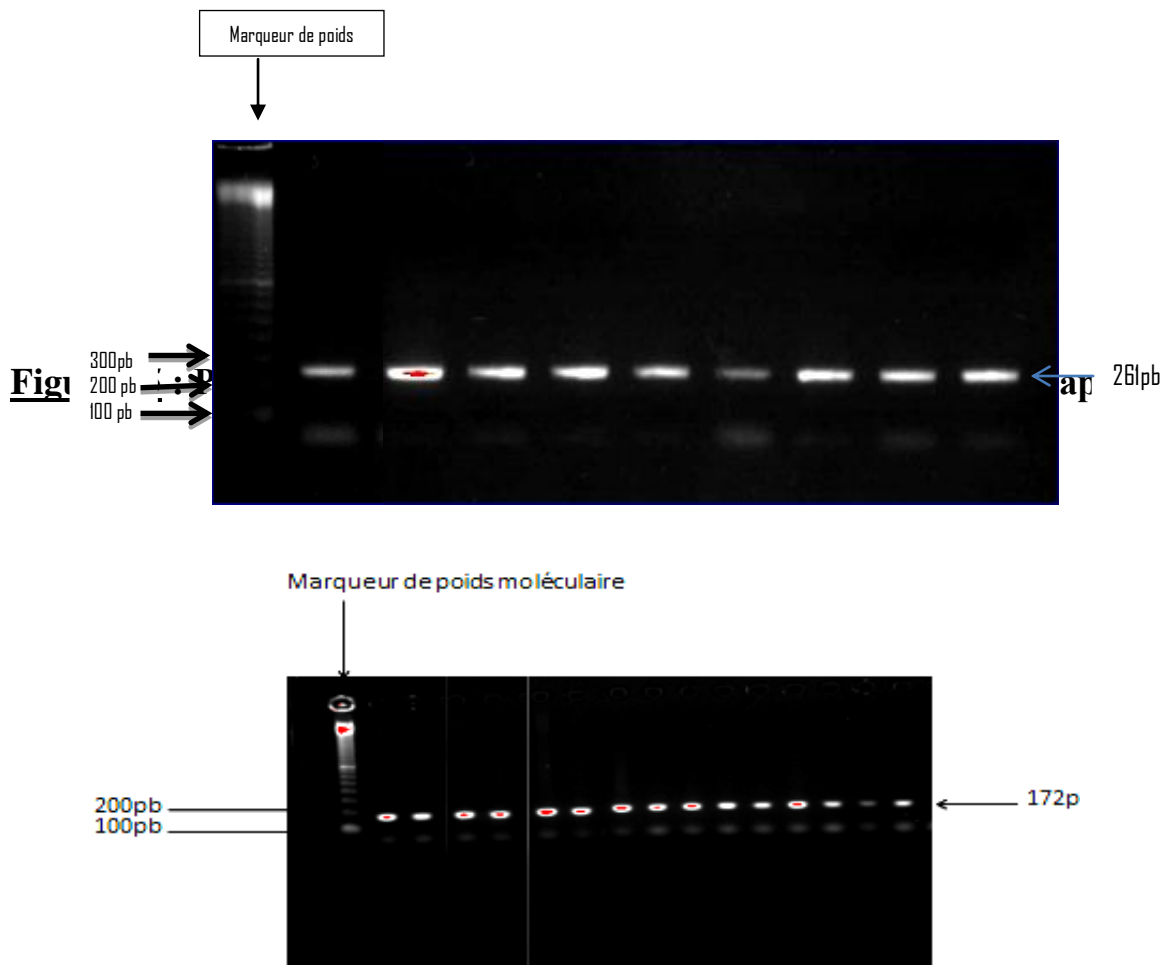 Marqueur de poids
300pb
200 pb
100 pb
261pb
Marqueur de poids moléculaire
200pb
100pb
172p